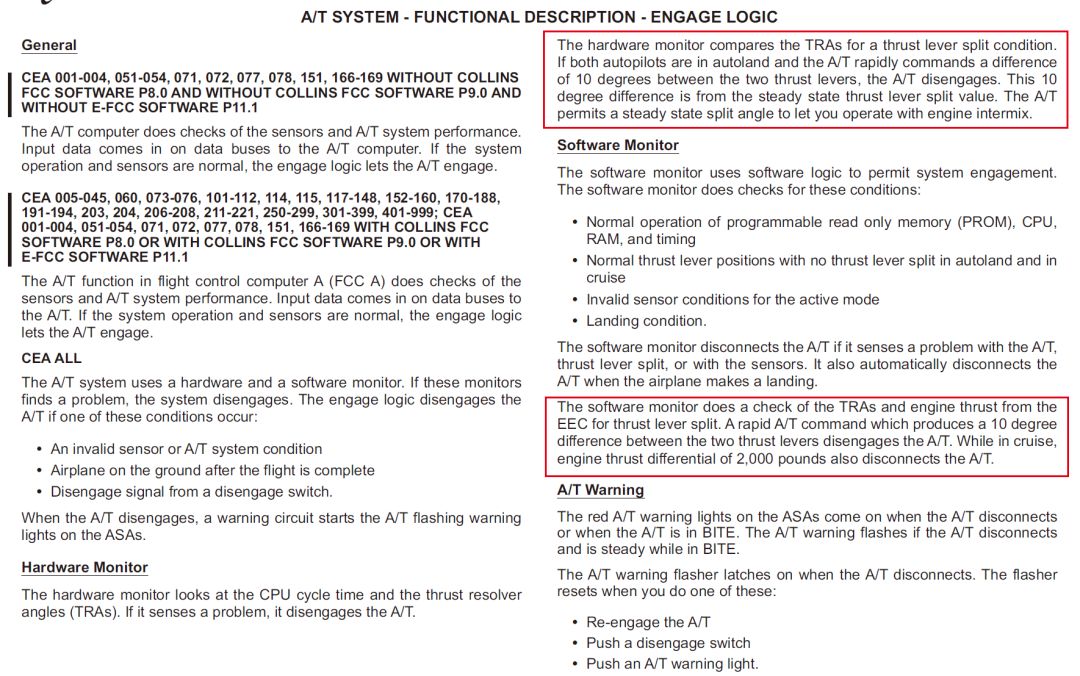 A/T SYSTEM - FUNCTIONAL DESCRIPTION - ENGAGE LOGIC
General
CEA 001-004, 051-054, 071, 072, 077, 078, 151, 166-169 WITHOUT COLLINS
FCC SOFTWARE P8.0 AND WITHOUT COLLINS FCC SOFTWARE P9.0 AND
WITHOUT E-FCC SOFTWARE P11.1
The A/T computer does checks of the sensors and A/T system performance.
Input data comes in on data buses to the A/T computer. If the system
operation and sensors are normal, the engage logic lets the A/T engage.
CEA 005-045, 060, 073-076, 101-112, 114, 115, 117-148, 152-160, 170-188,
191-194, 203, 204, 206-208, 211-221, 250-299, 301-399, 401-999; CEA
001-004, 051-054, 071, 072, 077, 078, 151, 166-169 WITH COLLINS FCC
SOFTWARE P8.0 OR WITH COLLINS FCC SOFTWARE P9.0 OR WITH
E-FCC SOFTWARE P11.1
The A/T function in flight control computer A (FCC A) does checks of the
sensors and A/T system performance. Input data comes in on data buses to
the A/T. If the system operation and sensors are normal, the engage logic
lets the A/T engage.
CEA ALL
The A/T system uses a hardware and a software monitor. If these monitors
finds a problem, the system disengages. The engage logic disengages the
A/T if one of these conditions occur:
• An invalid sensor or A/T system condition
• Airplane on the ground after the flight is complete
• Disengage signal from a disengage switch.
When the A/T disengages, a warning circuit starts the A/T flashing warning
lights on the ASAs.
Hardware Monitor
The hardware monitor looks at the CPU cycle time and the thrust resolver
angles (TRAs). If it senses a problem, it disengages the A/T.
The hardware monitor compares the TRAs for a thrust lever split condition.
If both autopilots are in autoland and the A/T rapidly commands a difference
of 10 degrees between the two thrust levers, the A/T disengages. This 10
degree difference is from the steady state thrust lever split value. The A/T
permits a steady state split angle to let you operate with engine intermix.
Software Monitor
The software monitor uses software logic to permit system engagement.
The software monitor does checks for these conditions:
• Normal operation of programmable read only memory (PROM), CPU,
RAM, and timing
• Normal thrust lever positions with no thrust lever split in autoland and in
cruise
• Invalid sensor conditions for the active mode
• Landing condition.
The software monitor disconnects the A/T if it senses a problem with the A/T,
thrust lever split, or with the sensors. It also automatically disconnects the
A/T when the airplane makes a landing.
The software monitor does a check of the TRAs and engine thrust from the
EEC for thrust lever split. A rapid A/T command which produces a 10 degree
difference between the two thrust levers disengages the A/T. While in cruise,
engine thrust differential of 2,000 pounds also disconnects the A/T.
A/T Warning
The red A/T warning lights on the ASAs come on when the A/T disconnects
or when the A/T is in BITE. The A/T warning flashes if the A/T disconnects
and is steady while in BITE.
The A/T warning flasher latches on when the A/T disconnects. The flasher
resets when you do one of these:
• Re-engage the A/T
• Push a disengage switch
• Push an A/T warning light.